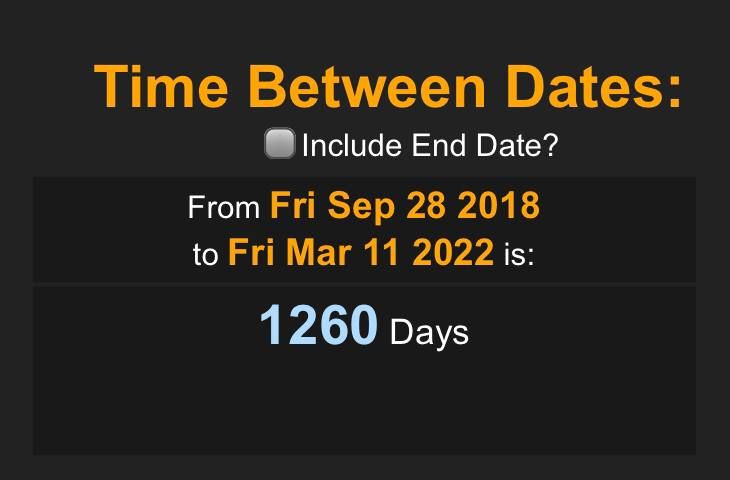 Time Between Dates:
Include End Date?
From Fri Sep 28 2018
to Fri Mar 11 2022 is:
1260 Days